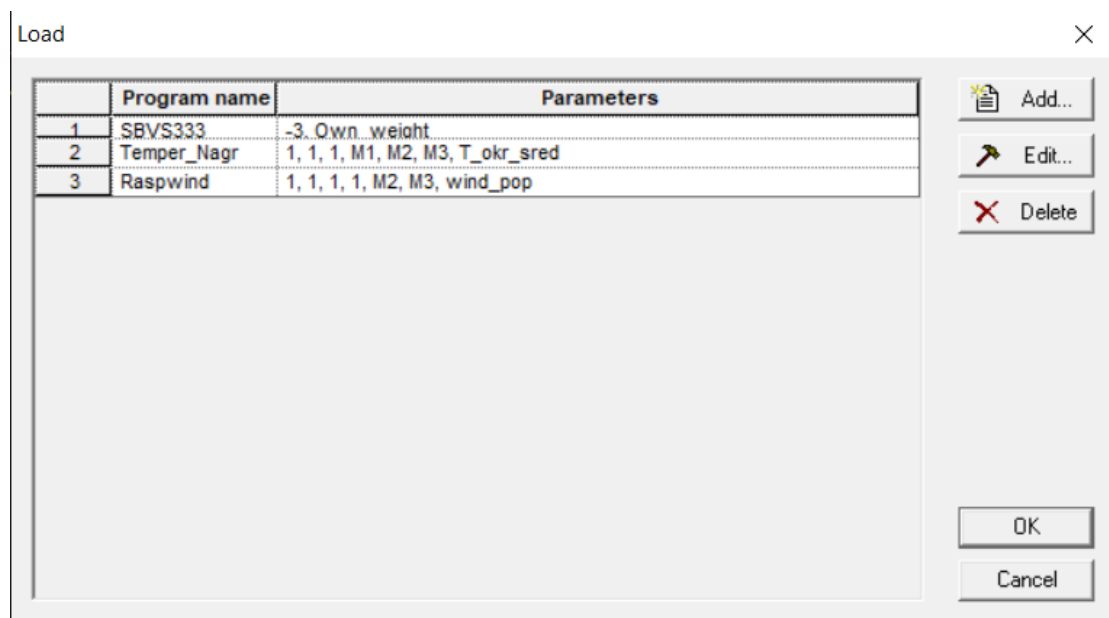 Load
Program name Parameters
1 SBVS333 -3, Own_weight
2 Temper_Nagr 1, 1, 1, M1, M2, M3, T_okr_sred
3 Raspwind 1, 1, 1, 1, M2, M3, wind_pop
Add...
Edit...
Delete
OK
Cancel